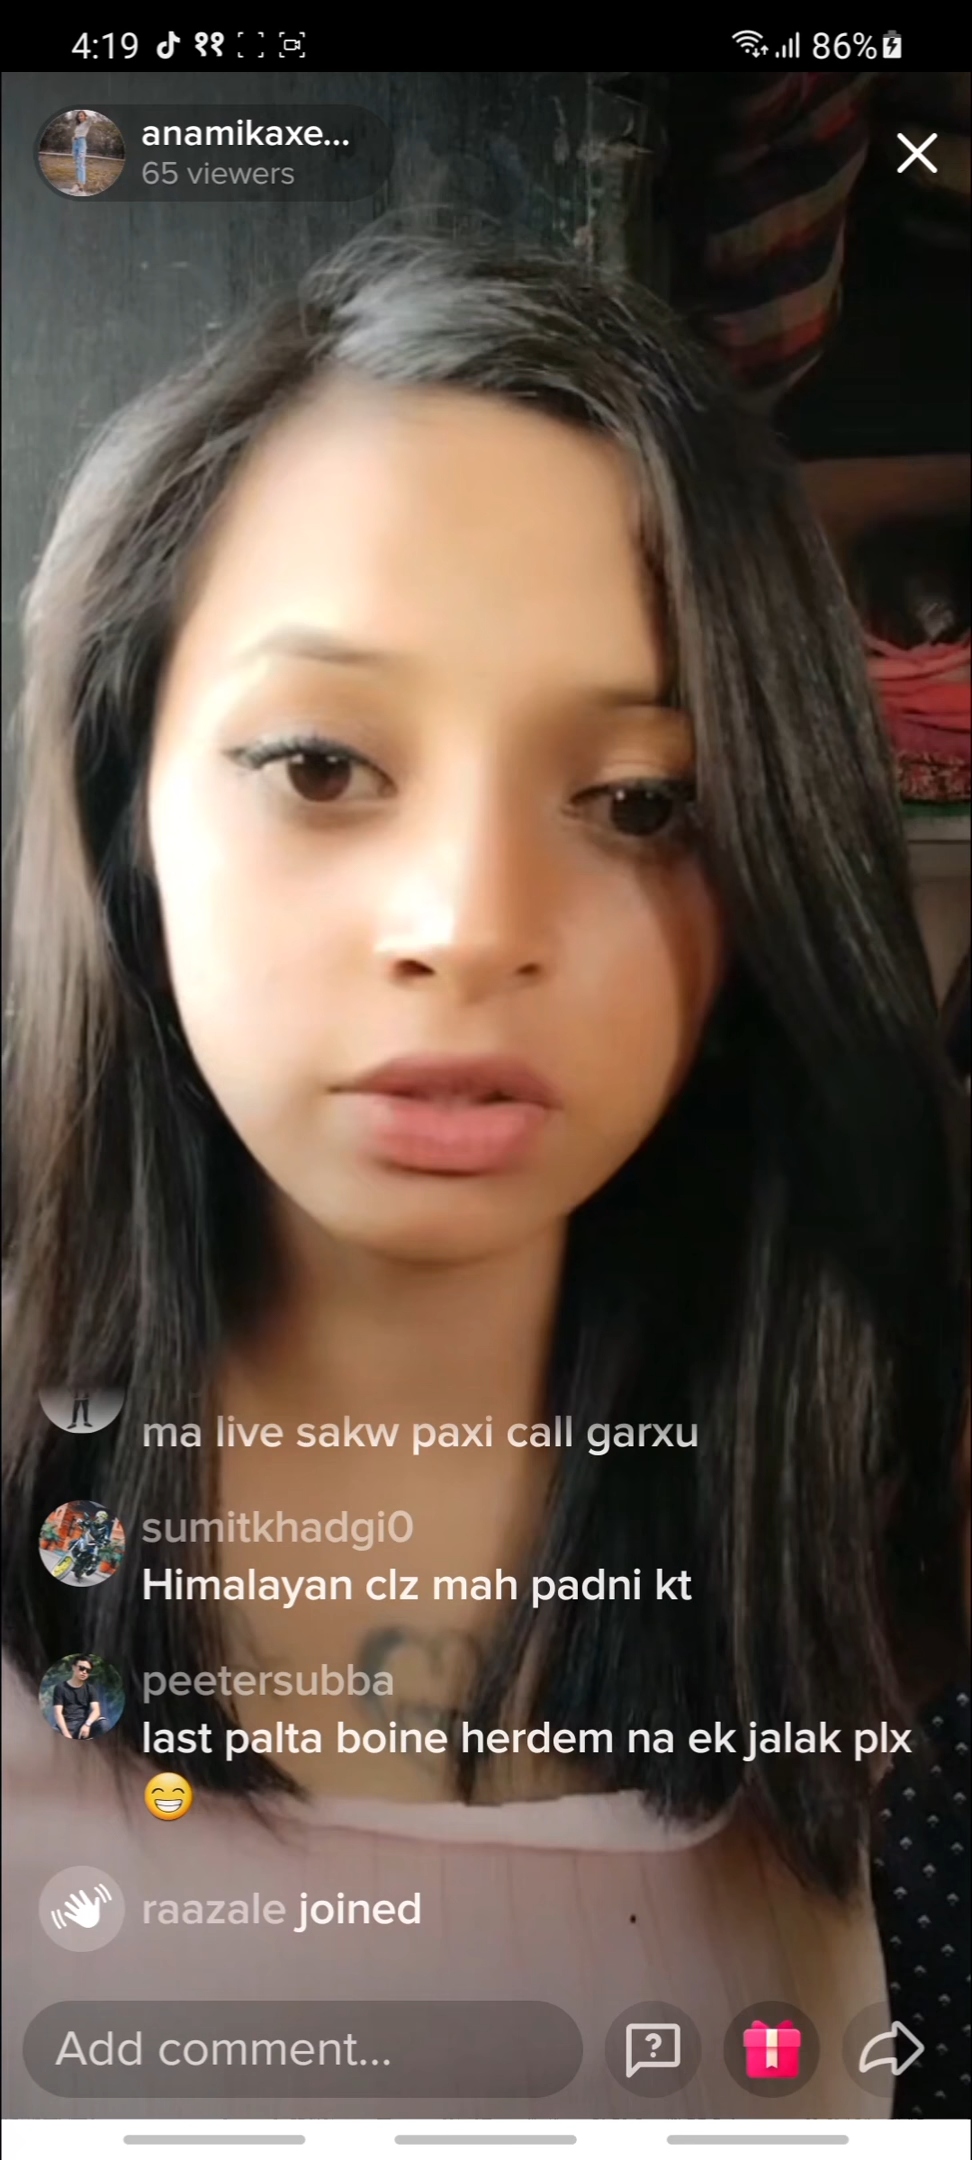 4:19 ११ 86%
anamikaxe...
65 viewers
ma live sakw paxi call garxu
sumitkhadgi0
Himalayan clz mah padni kt
peetersubba
last palta boine herdem na ek jalak plx
😁
raazale joined
Add comment...